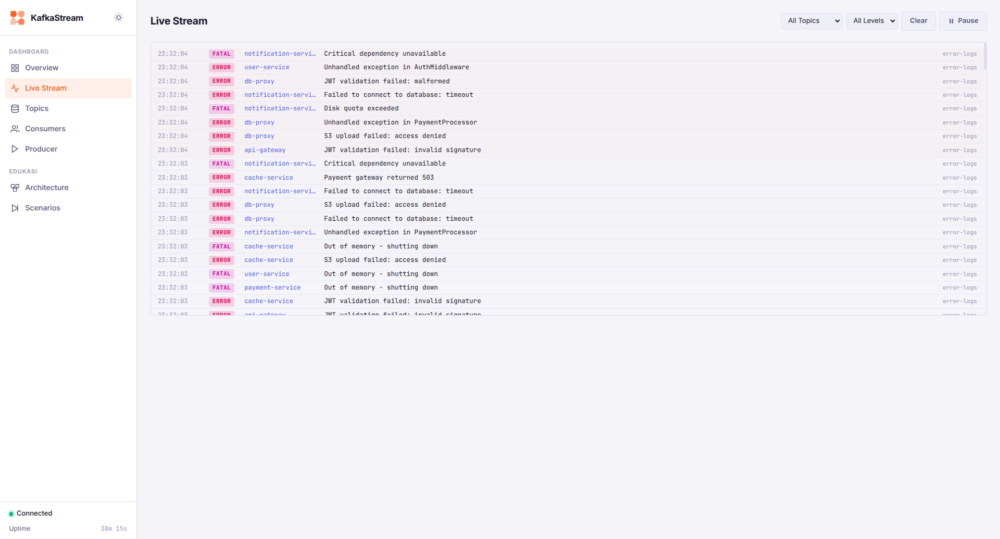 KafkaStream
DASHBOARD
Overview
Live Stream
Topics
Consumers
Producer
EDUKASI
Architecture
Scenarios
Connected
Uptime 38m 15s
Live Stream
All Topics All Levels Clear Pause
23:32:04 FATAL notification-servi… Critical dependency unavailable error-logs
23:32:04 ERROR user-service Unhandled exception in AuthMiddleware error-logs
23:32:04 ERROR db-proxy JWT validation failed: malformed error-logs
23:32:04 ERROR notification-servi… Failed to connect to database: timeout error-logs
23:32:04 FATAL notification-servi… Disk quota exceeded error-logs
23:32:04 ERROR db-proxy Unhandled exception in PaymentProcessor error-logs
23:32:04 ERROR db-proxy S3 upload failed: access denied error-logs
23:32:04 ERROR api-gateway JWT validation failed: invalid signature error-logs
23:32:03 FATAL notification-servi… Critical dependency unavailable error-logs
23:32:03 ERROR cache-service Payment gateway returned 503 error-logs
23:32:03 ERROR notification-servi… Failed to connect to database: timeout error-logs
23:32:03 ERROR db-proxy S3 upload failed: access denied error-logs
23:32:03 ERROR db-proxy Failed to connect to database: timeout error-logs
23:32:03 ERROR notification-servi… Unhandled exception in PaymentProcessor error-logs
23:32:03 FATAL cache-service Out of memory - shutting down error-logs
23:32:03 ERROR cache-service S3 upload failed: access denied error-logs
23:32:03 FATAL user-service Out of memory - shutting down error-logs
23:32:03 FATAL payment-service Out of memory - shutting down error-logs
23:32:03 ERROR cache-service JWT validation failed: invalid signature error-logs
23:32:03 ERROR api-gateway JWT validation failed: invalid signature error-logs